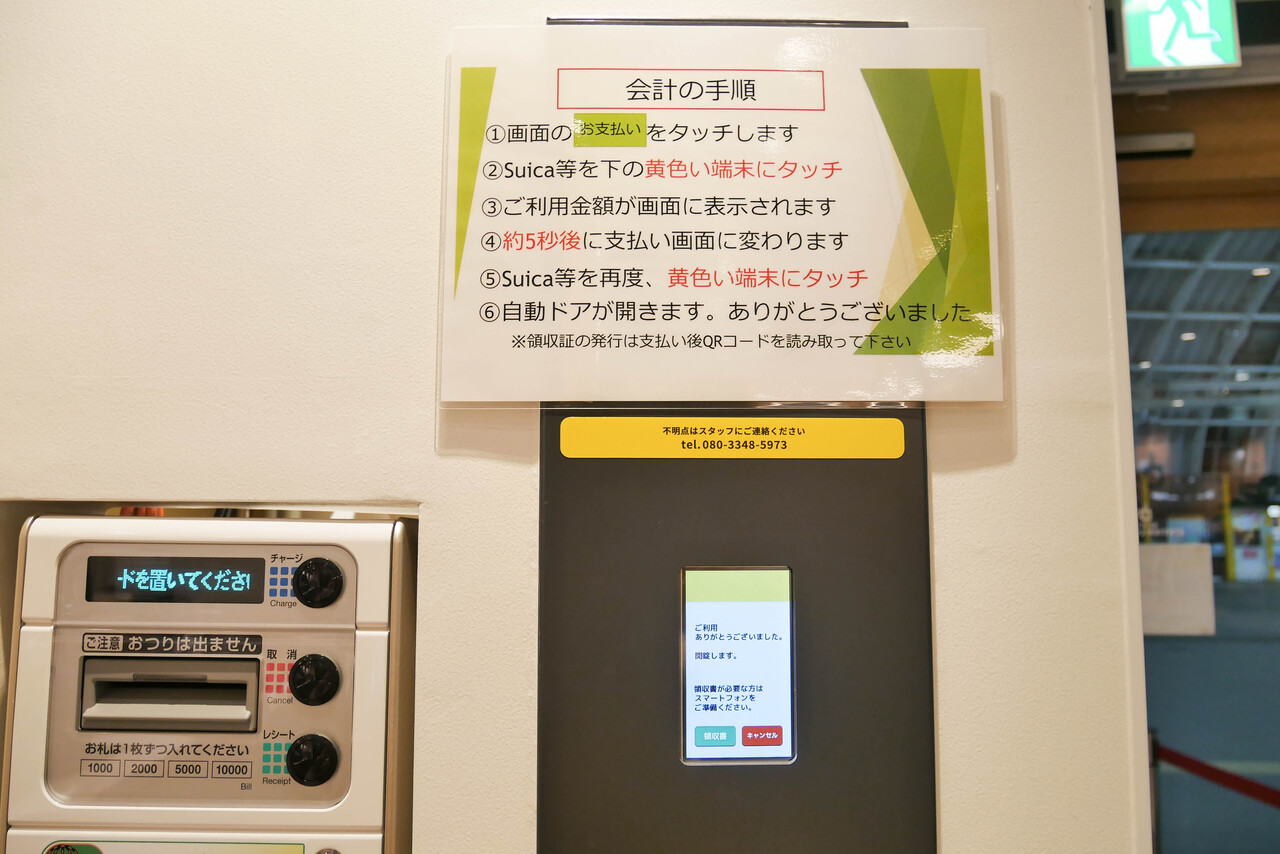 会計の手順
①画面のお支払いをタッチします
②Suica等を下の黄色い端末にタッチ
③ご利用金額が画面に表示されます
④約5秒後に支払い画面に変わります
⑤Suica等を再度、黄色い端末にタッチ
⑥自動ドアが開きます。ありがとうございました
※領収証の発行は支払い後QRコードを読み取って下さい
不明点はスタッフにご連絡ください
tel.080-3348-5973
ご利用
ありがとうございました。
開錠します。
領収書が必要な方は
スマートフォンを
ご準備ください。
領収書 キャンセル
チャージ
ドを置いてくださ
Charge
ご注意 おつりは出ません
取消
Cancel
レシート
お札は1枚ずつ入れてください
1000 2000 5000 10000
Receipt
Bill